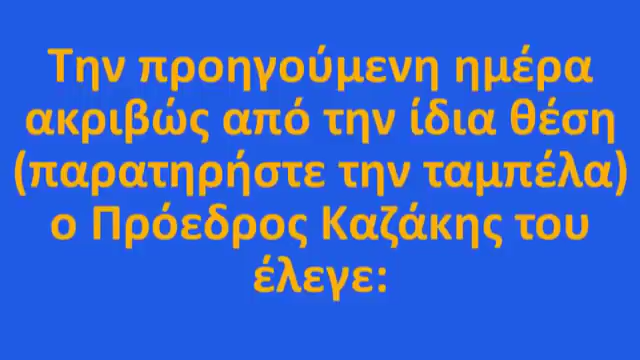 Την προηγούμενη ημέρα
ακριβώς από την ίδια θέση
(παρατηρήστε την ταμπέλα)
ο Πρόεδρος Καζάκης του
έλεγε: